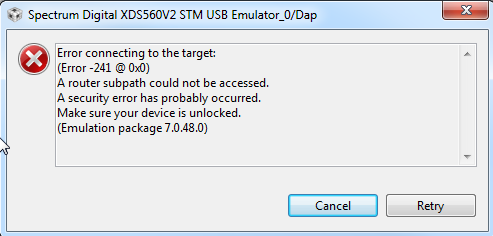 Spectrum Digital XDS560V2 STM USB Emulator_0/Dap
Error connecting to the target:
(Error -241 @ 0x0)
A router subpath could not be accessed.
A security error has probably occurred.
Make sure your device is unlocked.
(Emulation package 7.0.48.0)
Cancel
Retry